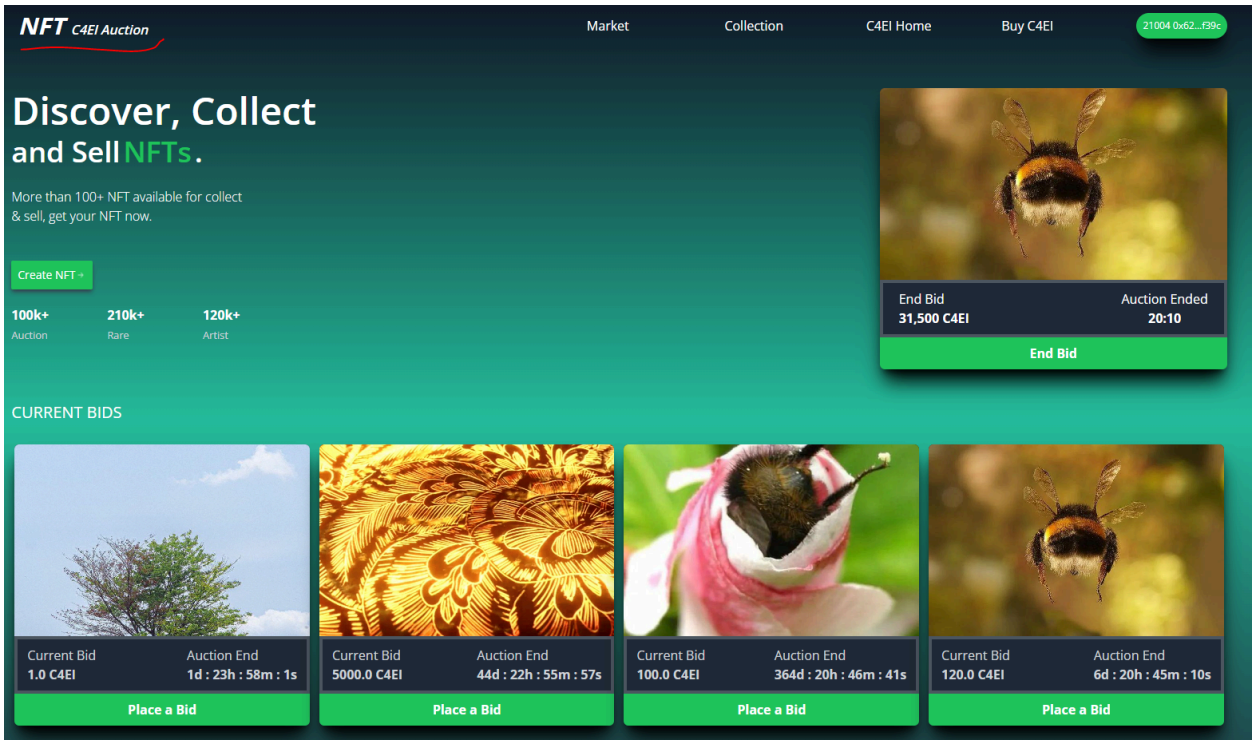 NFT C4EI Auction
Market
Collection
C4EI Home
Buy C4EI
21004 0x62...f39c
Discover, Collect
and Sell NFTs.
More than 100+ NFT available for collect
& sell, get your NFT now.
Create NFT→
100k+ 210k+ 120k+
Auction Rare Artist
End Bid Auction Ended
31,500 C4EI 20:10
End Bid
CURRENT BIDS
Current Bid Auction End
1.0 C4EI 1d : 23h : 58m : 1s
Place a Bid
Current Bid Auction End
5000.0 C4EI 44d : 22h : 55m : 57s
Place a Bid
Current Bid Auction End
100.0 C4EI 364d : 20h : 46m : 41s
Place a Bid
Current Bid Auction End
120.0 C4EI 6d : 20h : 45m : 10s
Place a Bid